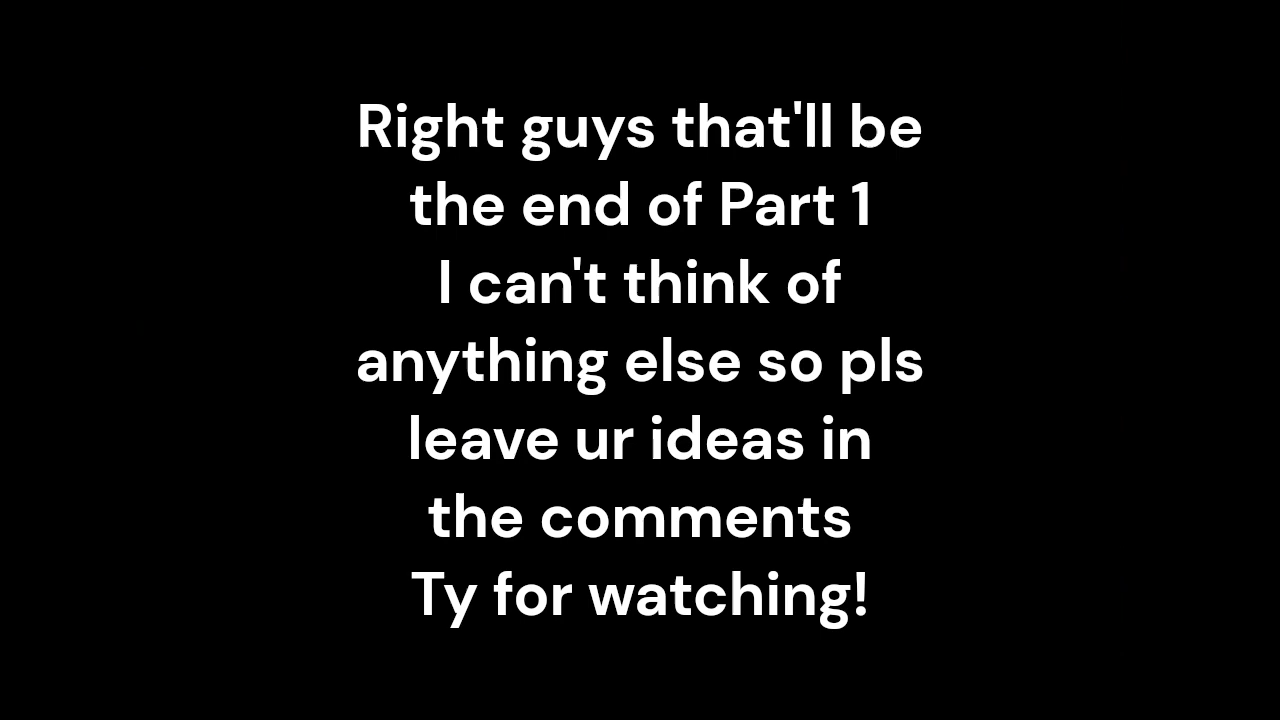 Right guys that'll be
the end of Part 1
I can't think of
anything else so pls
leave ur ideas in
the comments
Ty for watching!